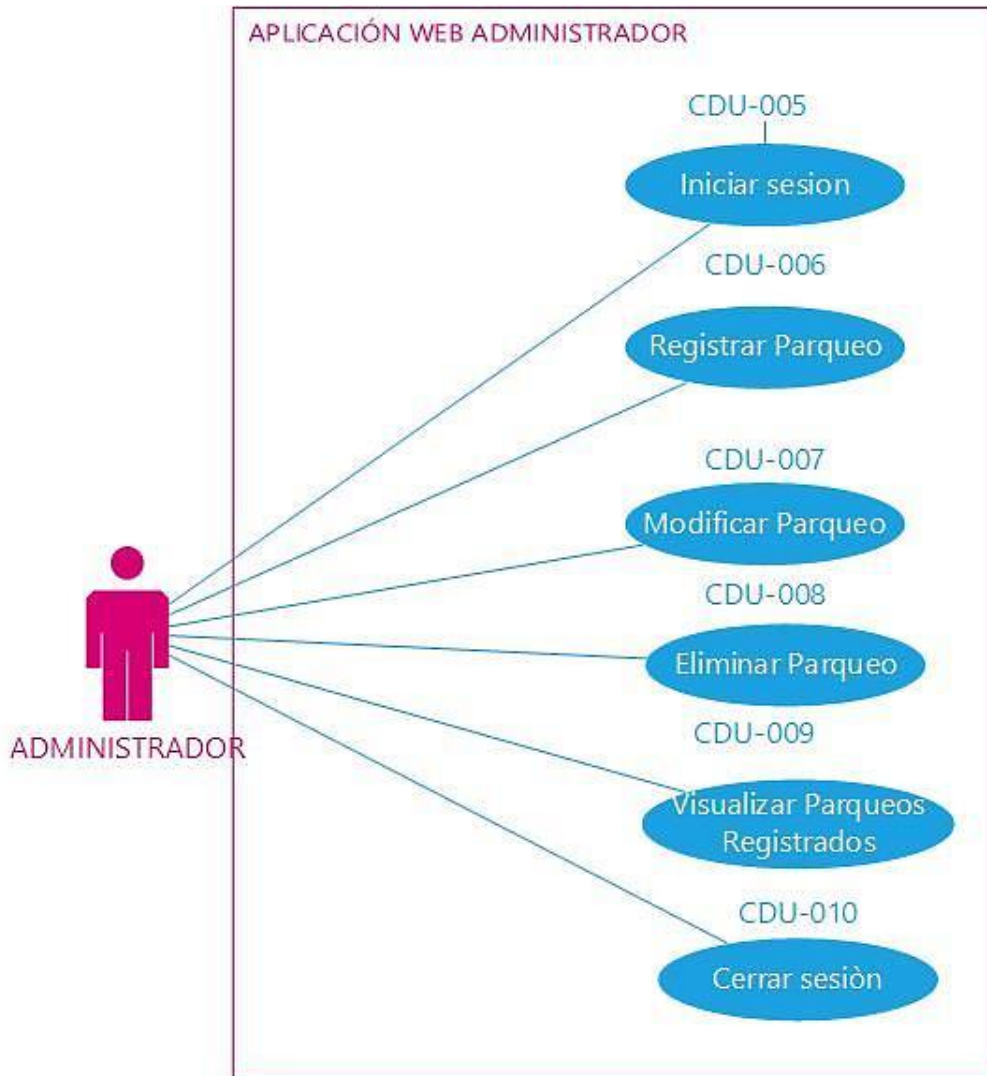 APLICACIÓN WEB ADMINISTRADOR
CDU-005
Iniciar sesion
CDU-006
Registrar Parqueo
CDU-007
Modificar Parqueo
CDU-008
Eliminar Parqueo
ADMINISTRADOR
CDU-009
Visualizar Parqueos
Registrados
CDU-010
Cerrar sesiòn